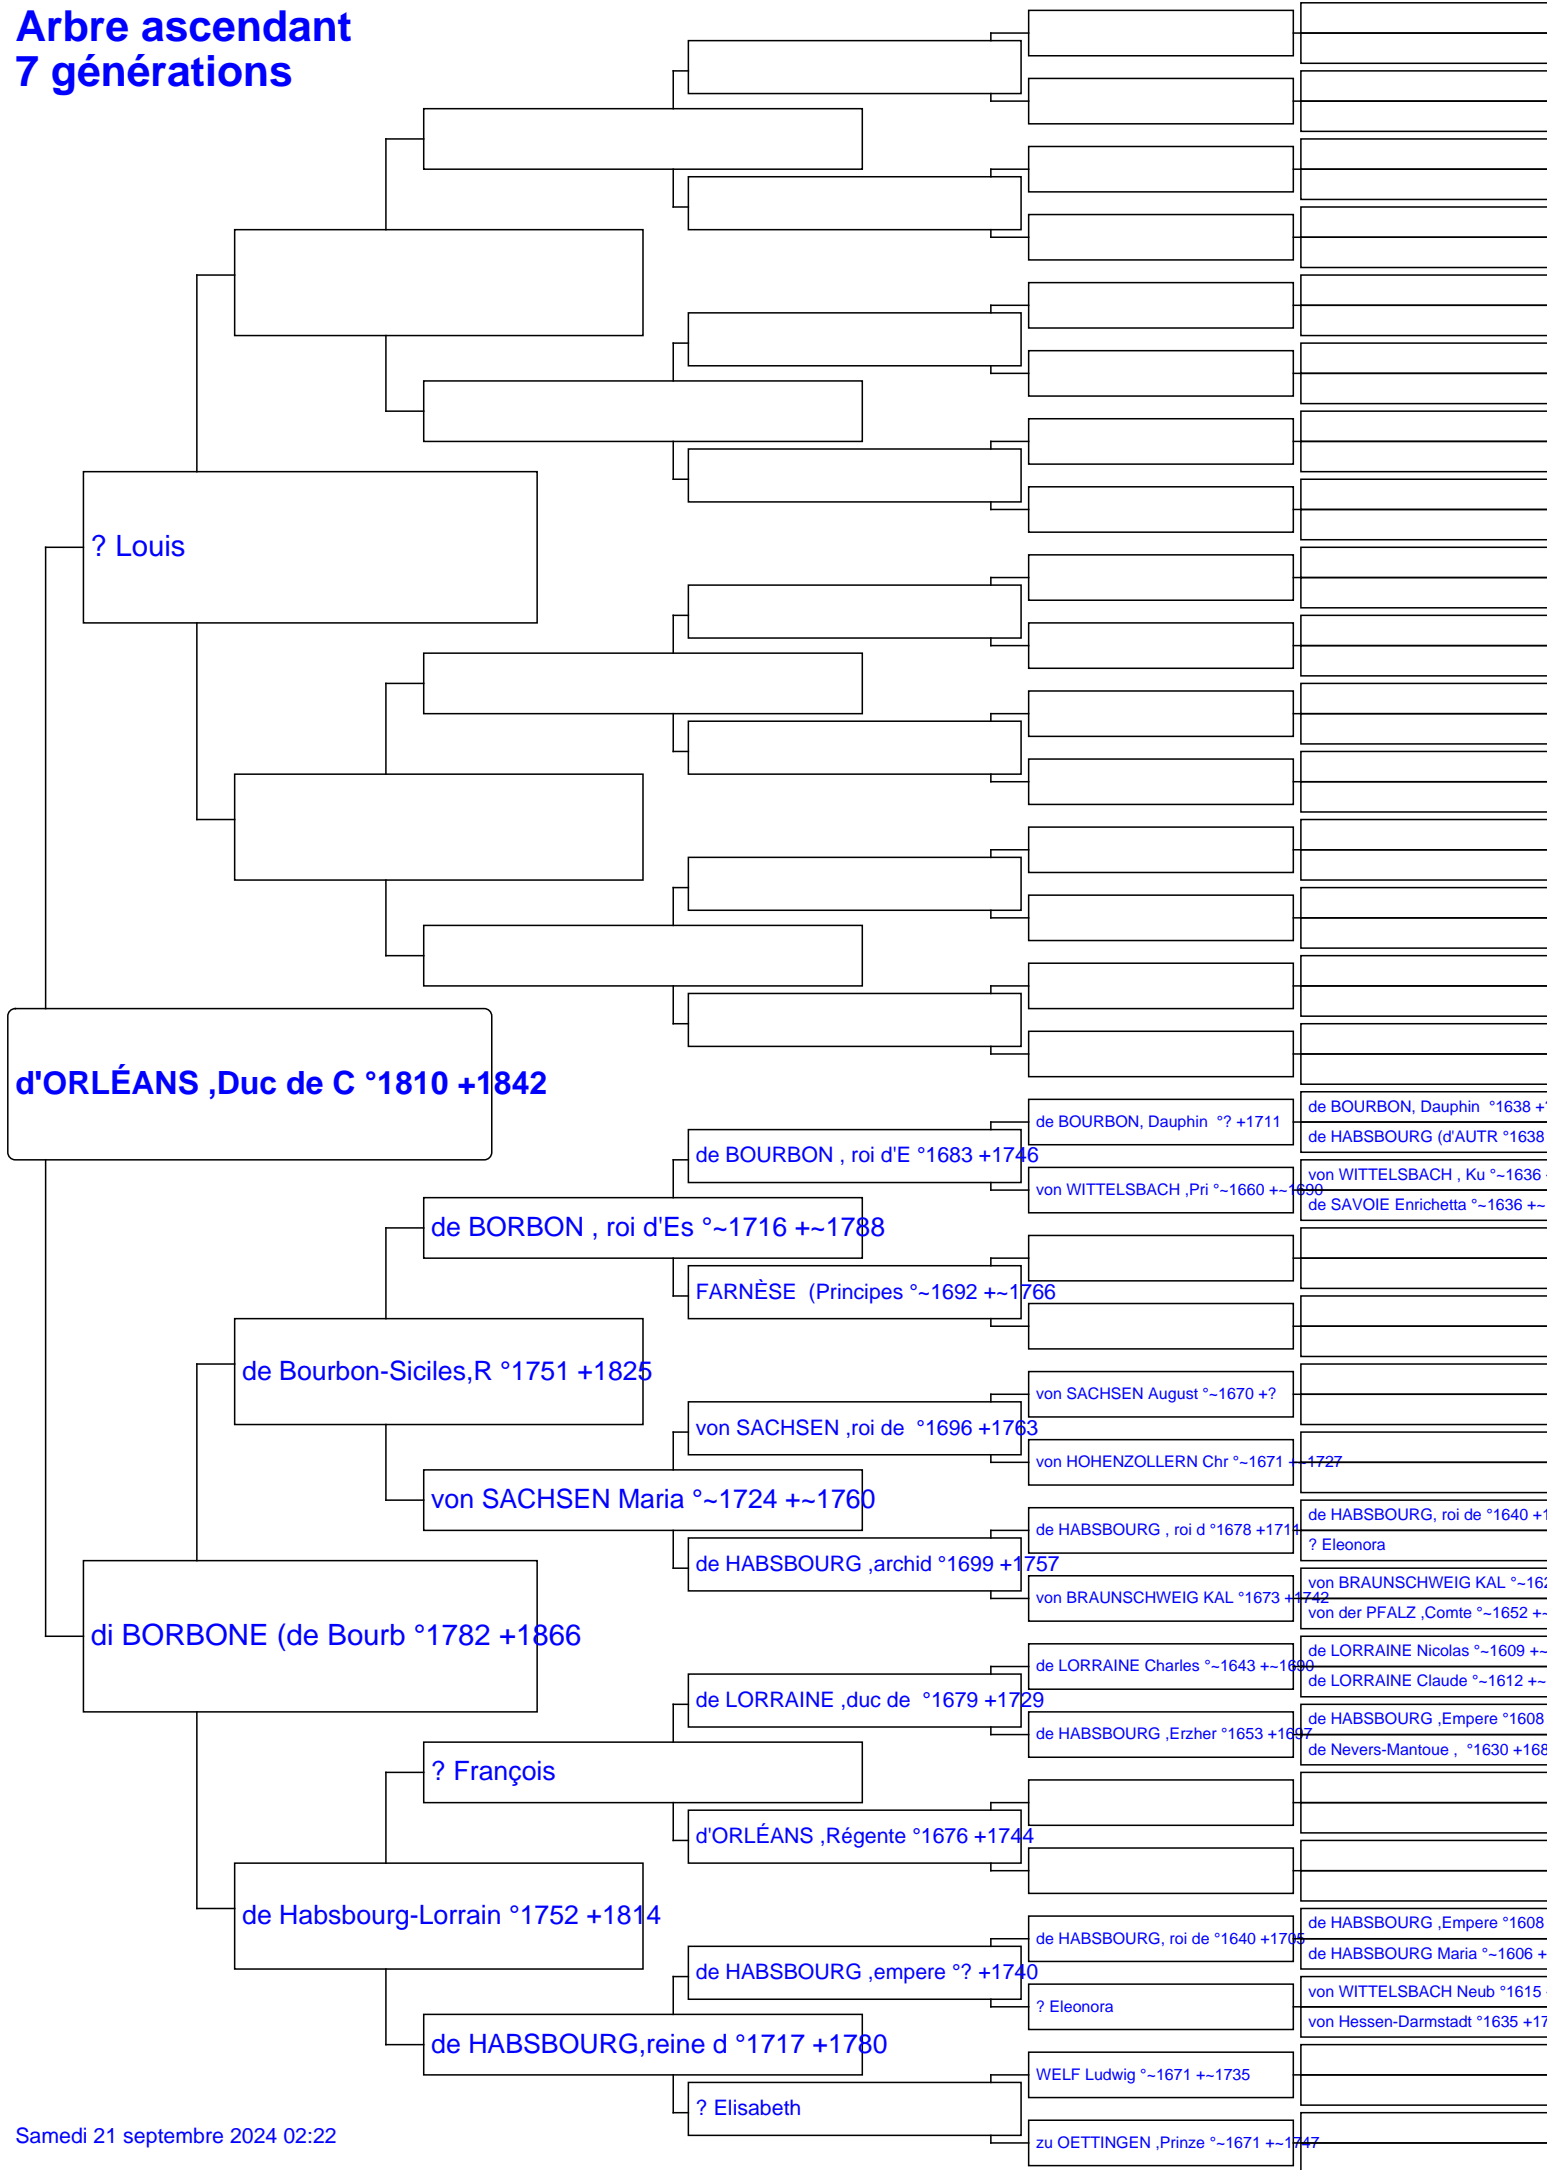 Arbre ascendant
7 générations
? Louis
d'ORLÉANS ,Duc de C °1810 +1842
de BOURBON, Dauphin °? +1711
de BOURBON, Dauphin °1638 +
de HABSBOURG (d'AUTR °1638
de BOURBON , roi d'E °1683 +1746
von WITTELSBACH ,Pri °~1660 +~1690
von WITTELSBACH , Ku °~1636
de SAVOIE Enrichetta °~1636 +~
de BORBON , roi d'Es °~1716 +~1788
FARNÈSE (Principes °~1692 +~1766
de Bourbon-Siciles,R °1751 +1825
von SACHSEN August °~1670 +?
von SACHSEN ,roi de °1696 +1763
von HOHENZOLLERN Chr °~1671 +~1727
von SACHSEN Maria °~1724 +~1760
de HABSBOURG , roi d °1678 +1711
de HABSBOURG, roi de °1640 +1
? Eleonora
de HABSBOURG ,archid °1699 +1757
von BRAUNSCHWEIG KAL °1673 +1742
von BRAUNSCHWEIG KAL °~162
von der PFALZ ,Comte °~1652 +~
di BORBONE (de Bourb °1782 +1866
de LORRAINE Charles °~1643 +~1690
de LORRAINE Nicolas °~1609 +~
de LORRAINE Claude °~1612 +~
de LORRAINE ,duc de °1679 +1729
de HABSBOURG ,Erzher °1653 +1697
de HABSBOURG ,Empere °1608
de Nevers-Mantoue , °1630 +168
? François
d'ORLÉANS ,Régente °1676 +1744
de Habsbourg-Lorrain °1752 +1814
de HABSBOURG, roi de °1640 +1705
de HABSBOURG ,Empere °1608
de HABSBOURG Maria °~1606 +
de HABSBOURG ,empere °? +1740
? Eleonora
von WITTELSBACH Neub °1615
von Hessen-Darmstadt °1635 +17
de HABSBOURG,reine d °1717 +1780
WELF Ludwig °~1671 +~1735
? Elisabeth
zu OETTINGEN ,Prinze °~1671 +~1747
Samedi 21 septembre 2024 02:22